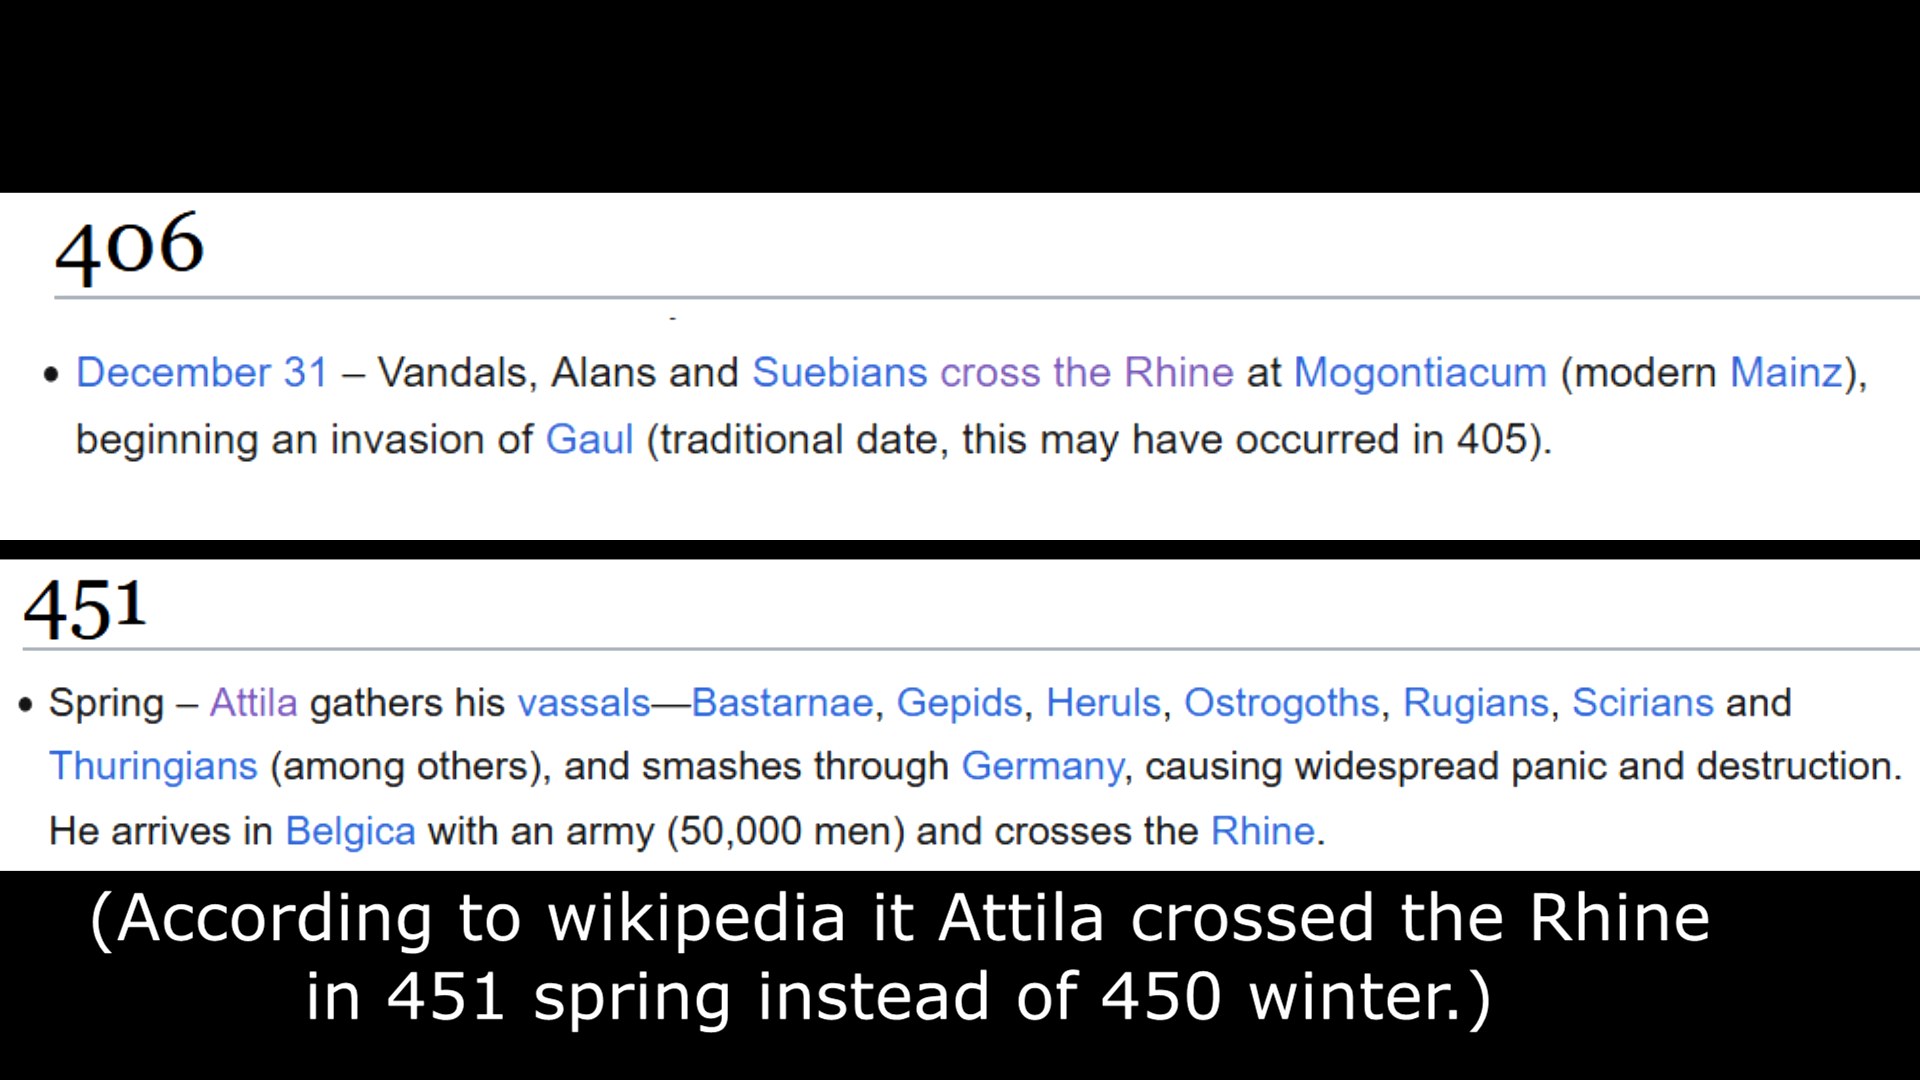 406
• December 31 – Vandals, Alans and Suebians cross the Rhine at Mogontiacum (modern Mainz),
beginning an invasion of Gaul (traditional date, this may have occurred in 405).
451
• Spring – Attila gathers his vassals—Bastarnae, Gepids, Heruls, Ostrogoths, Rugians, Scirians and
Thuringians (among others), and smashes through Germany, causing widespread panic and destruction.
He arrives in Belgica with an army (50,000 men) and crosses the Rhine.
(According to wikipedia it Attila crossed the Rhine
in 451 spring instead of 450 winter.)